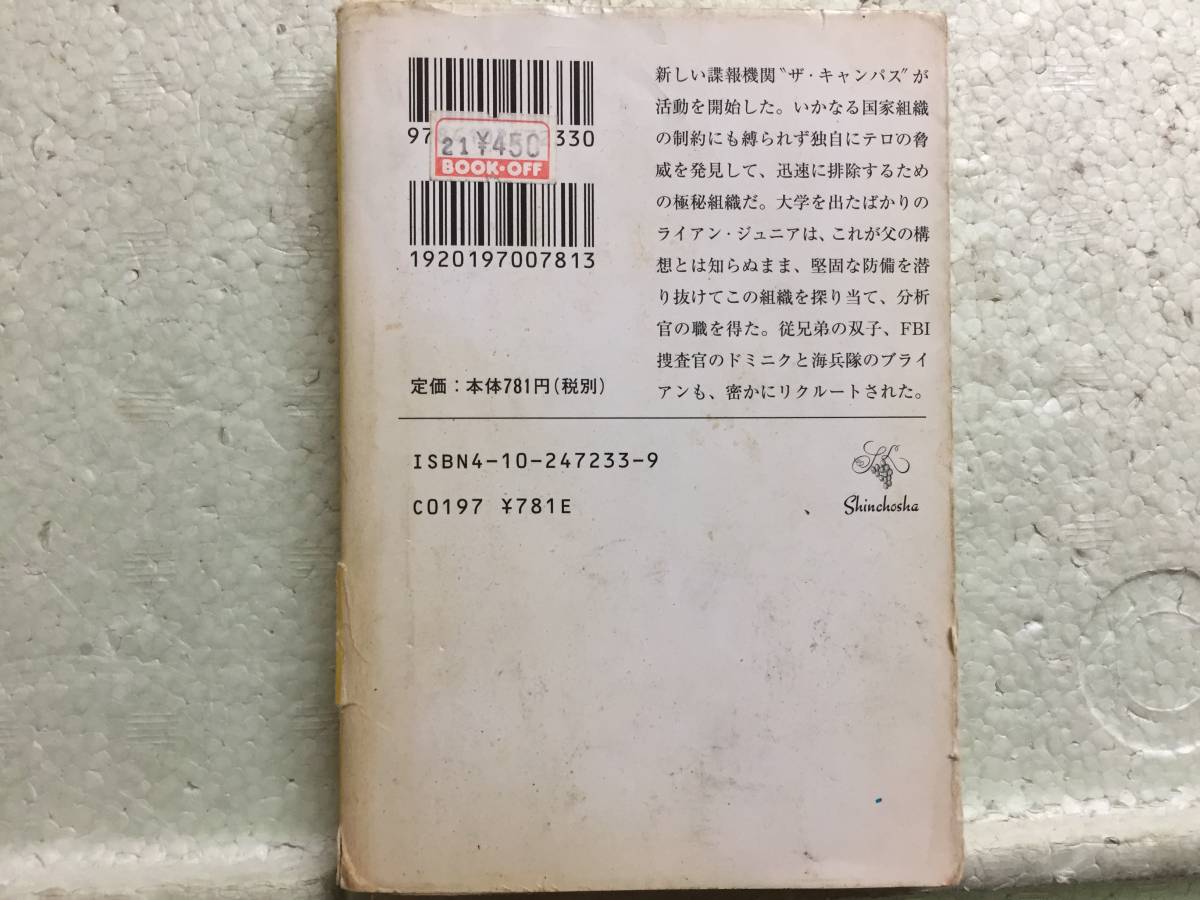 新しい諜報機関〝ザ・キャンパス〟が
活動を開始した。いかなる国家組織
の制約にも縛られず独自にテロの脅
威を発見して、迅速に排除するため
の極秘組織だ。大学を出たばかりの
ライアン・ジュニアは、これが父の構
想とは知らぬまま、堅固な防備を潜
り抜けてこの組織を探り当て、分析
官の職を得た。従兄弟の双子、FBI
捜査官のドミニクと海兵隊のブライ
アンも、密かにリクルートされた。
97
330
21 ¥450
BOOK・OFF
1920197007813
定価：本体781円（税別）
ISBN4-10-247233-9
C0197 ¥781E
Shinchosha